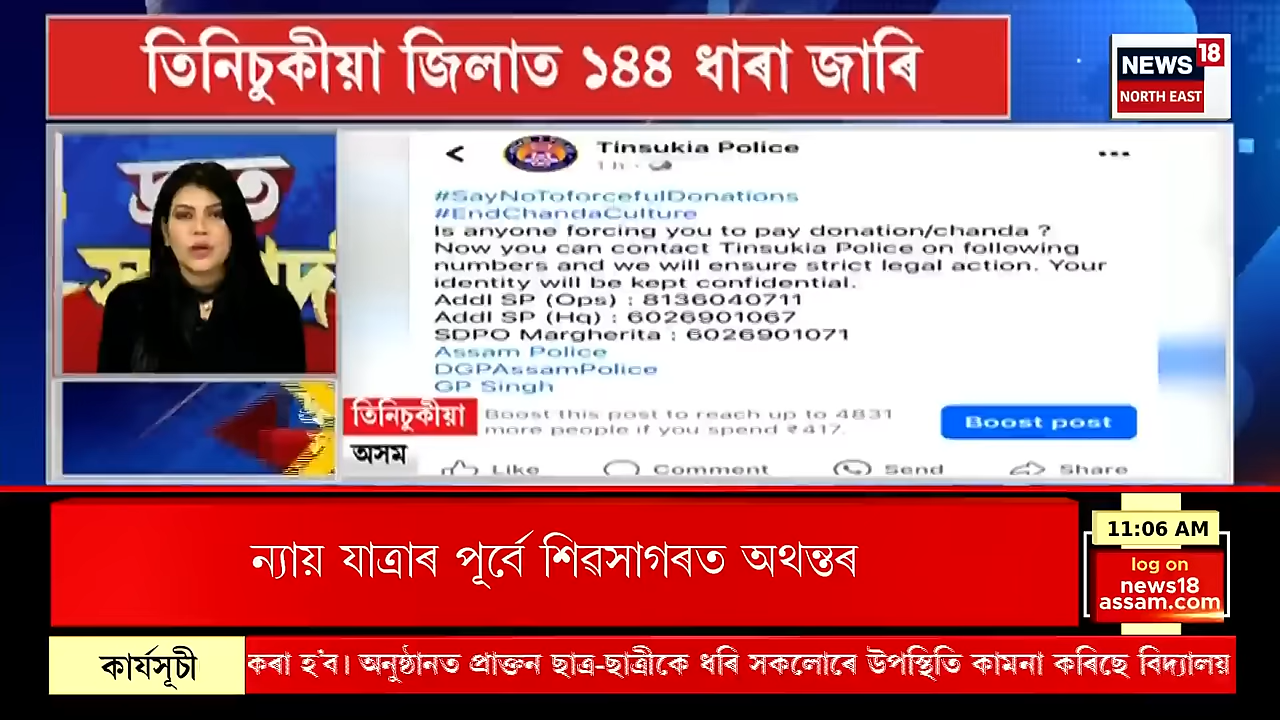 তিনিচুকীয়া জিলাত ১৪৪ ধাৰা জাৰি
NEWS 18
NORTH EAST
দ্ৰুত
Tinsukia Police
1 h
#SayNoToforcefulDonations
#EndChandaCulture
Is anyone forcing you to pay donation/chanda ?
Now you can contact Tinsukia Police on following
numbers and we will ensure strict legal action. Your
identity will be kept confidential.
Addl SP (Ops) : 8136040711
Addl SP (Hq) : 6026901067
SDPO Margherita : 6026901071
Assam Police
DGPAssamPolice
GP Singh
Boost this post to reach up to 4831
more people if you spend ₹417.
Boost post
Like Comment Send Share
তিনিচুকীয়া
অসম
ন্যায় যাত্ৰাৰ পূৰ্বে শিৱসাগৰত অথন্তৰ
11:06 AM
log on
news18
assam.com
কাৰ্যসূচী
কৰা হ'ব। অনুষ্ঠানত প্ৰাক্তন ছাত্ৰ-ছাত্ৰীকে ধৰি সকলোৰে উপস্থিতি কামনা কৰিছে বিদ্যালয়